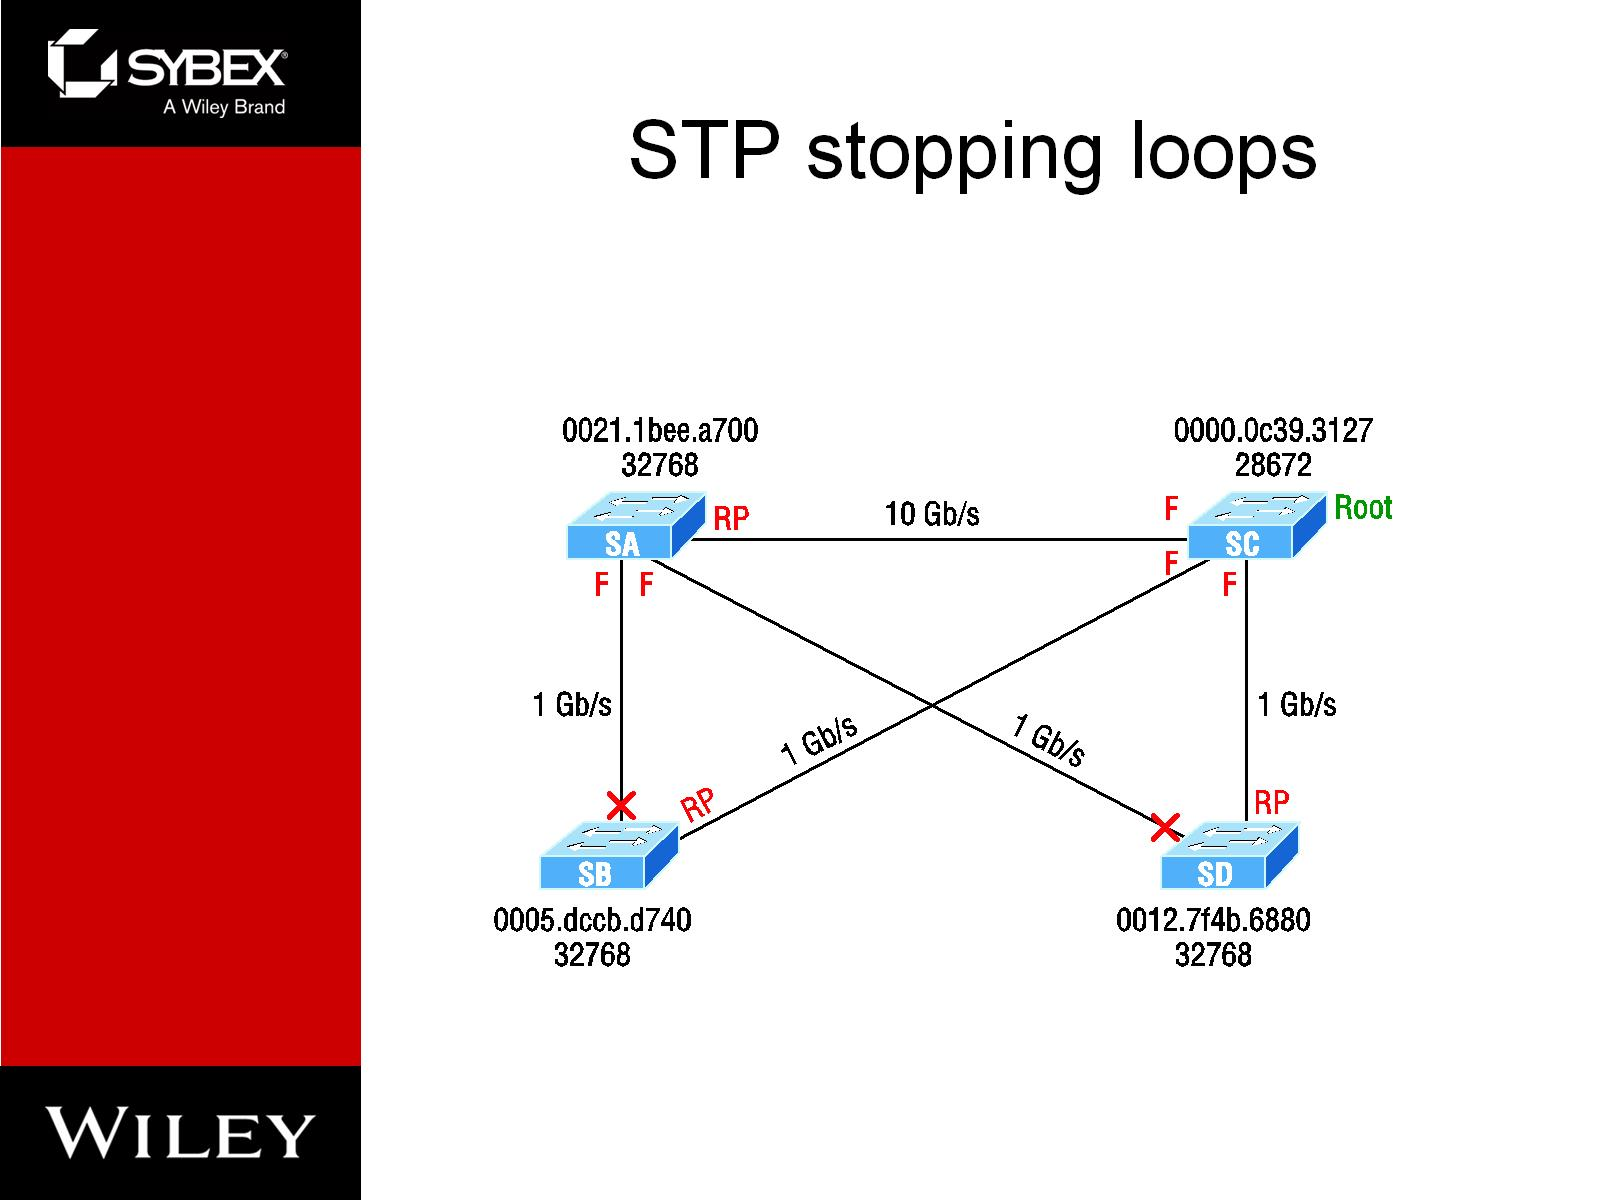 SYBEX®
A Wiley Brand
STP stopping loops
0021.1bee.a700
32768
0000.0c39.3127
28672
RP
10 Gb/s
F
Root
SA
SC
F
F
F
F
1 Gb/s
1 Gb/s
1 Gb/s
1 Gb/s
RP
RP
SB
SD
0005.dccb.d740
32768
0012.7f4b.6880
32768
WILEY